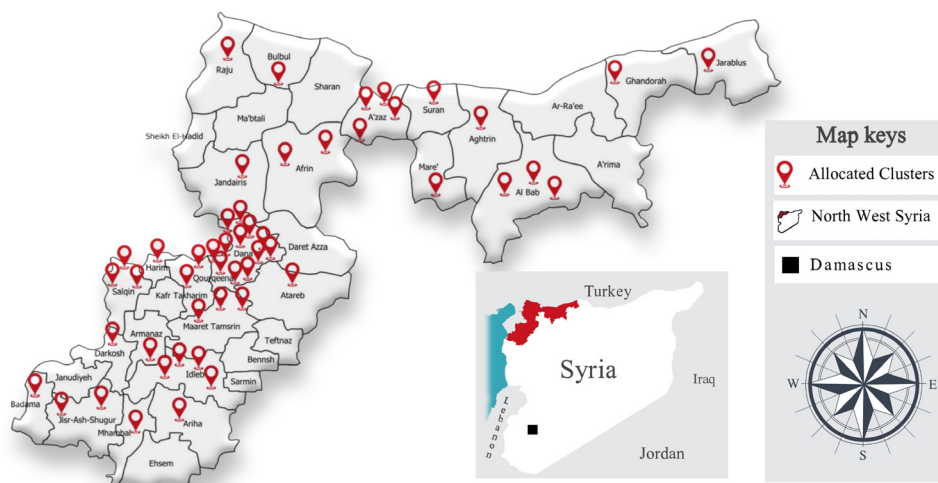 Raju
Bulbul
Sharan
Jarablus
Ghandorah
A'zaz
Suran
Ar-Ra'ee
Ma'btali
Aghtrin
Sheikh El-Hadid
Afrin
Mare'
A'rima
Jandairis
Al Bab
Dana
Daret Azza
Harim
Qourqeena
Salqin
Kafr Takharim
Atareb
Maaret Tamsrin
Armanaz
Teftnaz
Darkosh
Bennsh
Janudiyeh
Idleb
Sarmin
Badama
Jisr-Ash-Shugur
Mhambal
Ariha
Ehsem
Turkey
Syria
Iraq
Lebanon
Jordan
Map keys
Allocated Clusters
North West Syria
Damascus
N
W
E
S